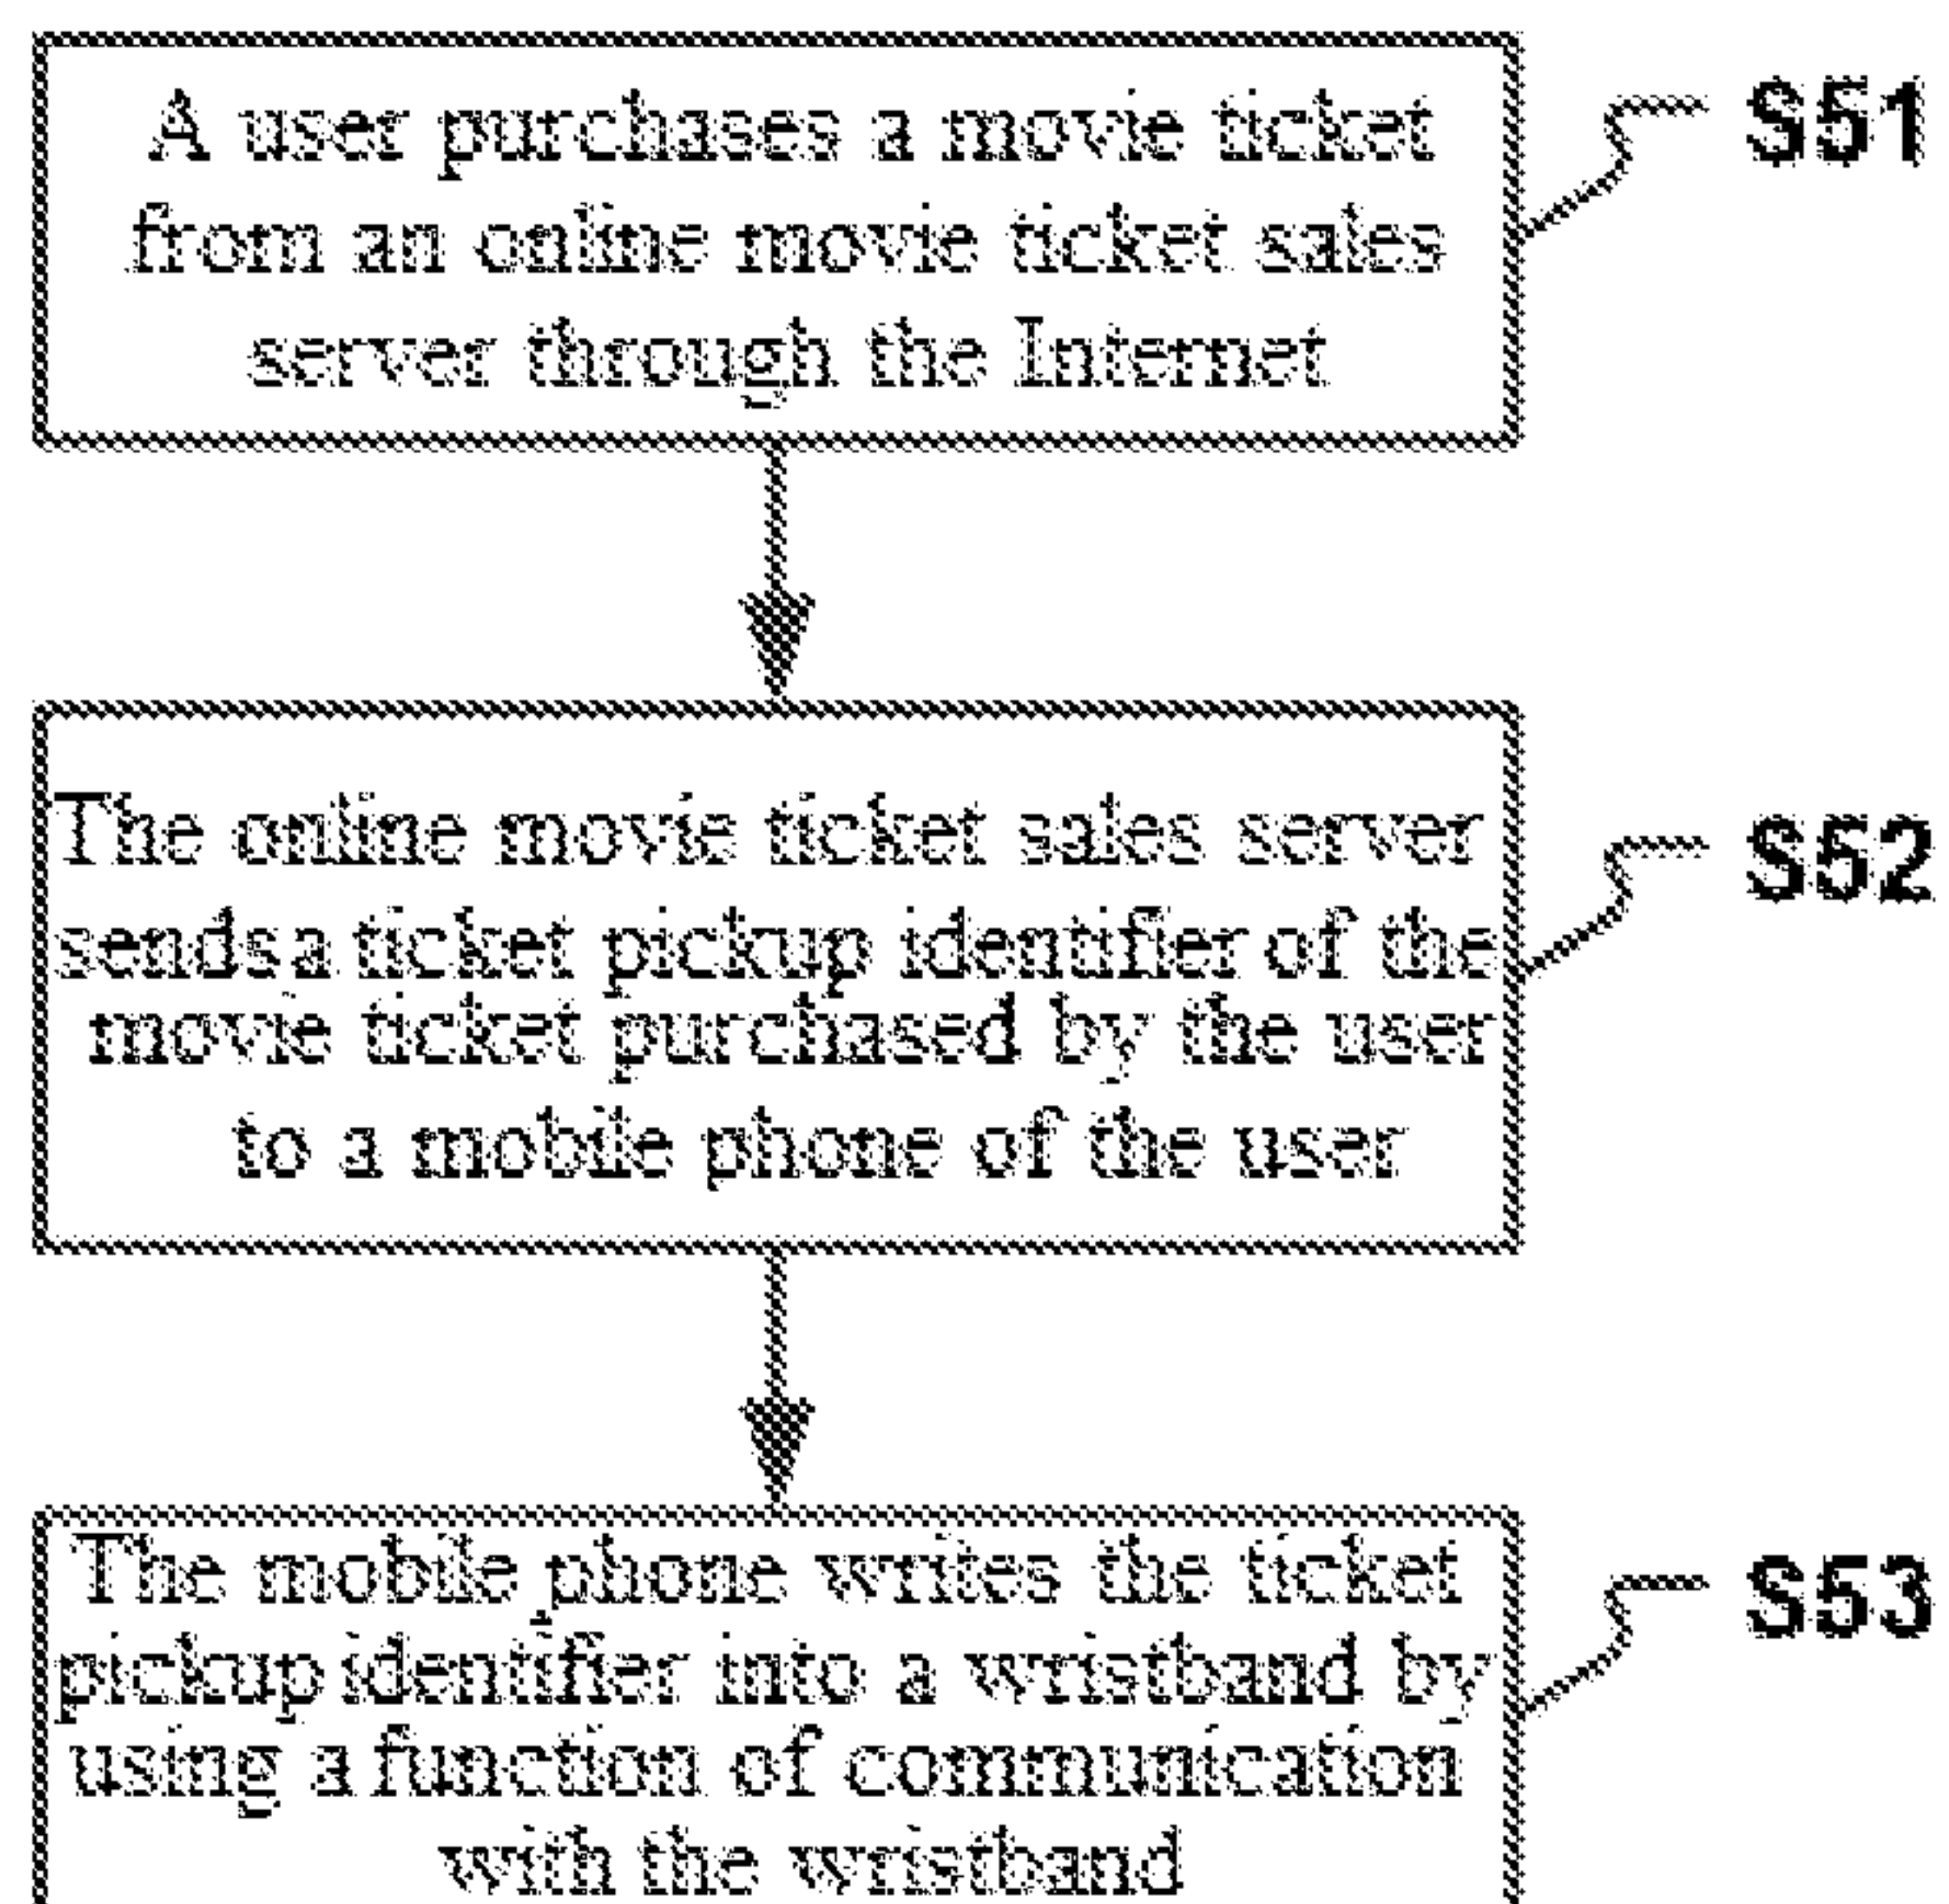 A user purchases a movie ticket
from an online movie ticket sales
server through the Internet
S51
The online movie ticket sales server
sends a ticket pickup identifier of the
movie ticket purchased by the user
to a mobile phone of the user
S52
The mobile phone writes the ticket
pickup identifier into a wristband by
using a function of communication
with the wristband
S53